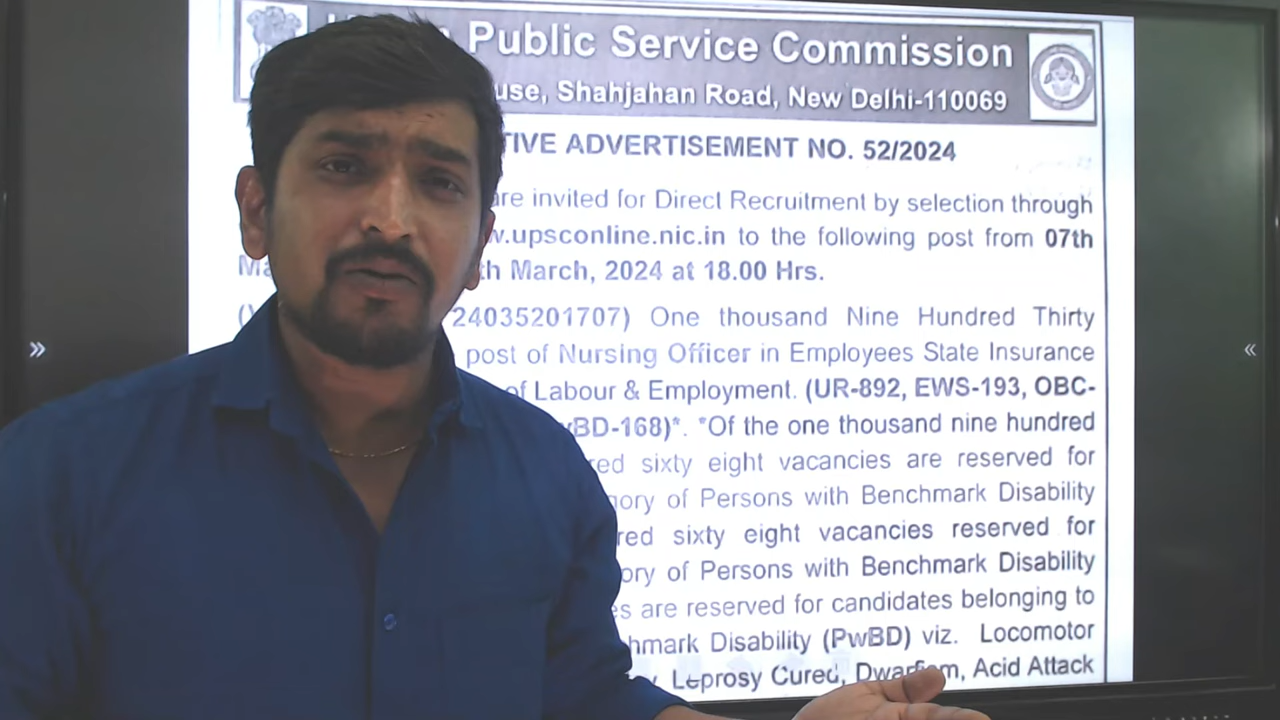 Public Service Commission
use, Shahjahan Road, New Delhi-110069
TIVE ADVERTISEMENT NO. 52/2024
are invited for Direct Recruitment by selection through
w.upsconline.nic.in to the following post from 07th
Ma th March, 2024 at 18.00 Hrs.
24035201707) One thousand Nine Hundred Thirty
post of Nursing Officer in Employees State Insurance
of Labour & Employment. (UR-892, EWS-193, OBC-
wBD-168)*. *Of the one thousand nine hundred
red sixty eight vacancies are reserved for
gory of Persons with Benchmark Disability
red sixty eight vacancies reserved for
ory of Persons with Benchmark Disability
es are reserved for candidates belonging to
hmark Disability (PwBD) viz. Locomotor
Leprosy Cured, Dwarfism, Acid Attack